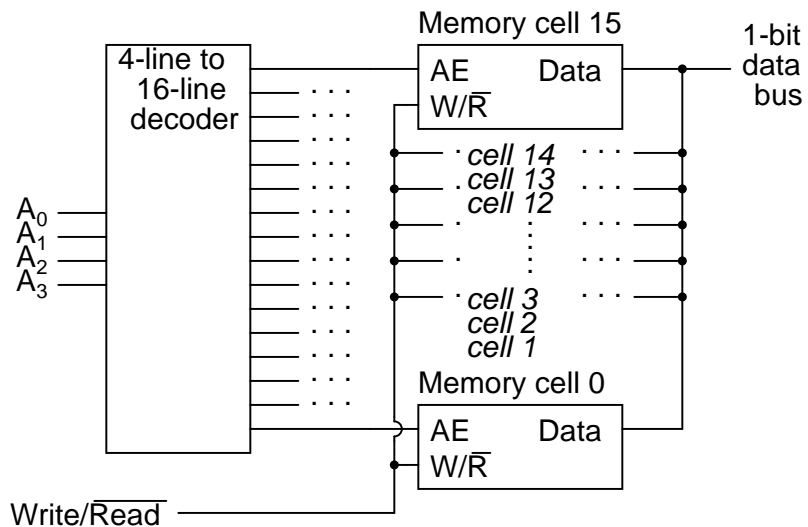 Memory cell 15
1-bit
data
bus
4-line to
16-line
decoder
AE Data
W/R̅
· · ·
· · ·
· · ·
· · ·
· · ·
· · ·
· · ·
· · ·
· · ·
· · ·
· · ·
· · ·
· · ·
· · ·
· cell 14 · · ·
cell 13 · · ·
cell 12
· · · ·
· · · ·
· cell 3 · · ·
cell 2
cell 1
A₀
A₁
A₂
A₃
Memory cell 0
AE Data
W/R̅
Write/R̅e̅a̅d̅